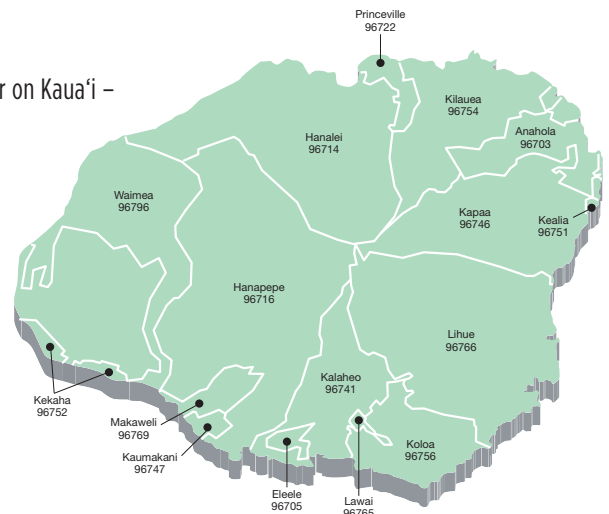 Princeville
96722
r on Kaua‘i –
Kilauea
96754
Hanalei
96714
Anahola
96703
Waimea
96796
Kapaa
96746
Kealia
96751
Hanapepe
96716
Lihue
96766
Kalaheo
96741
Kekaha
96752
Makaweli
96769
Koloa
96756
Kaumakani
96747
Eleele
96705
Lawai
96765